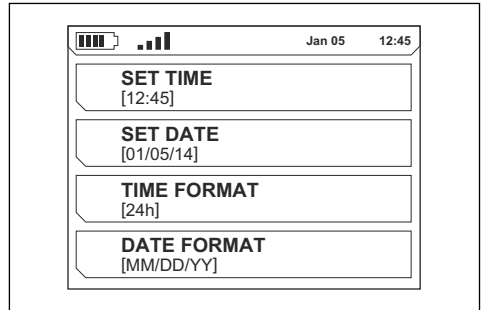 Jan 05 12:45
SET TIME
[12:45]
SET DATE
[01/05/14]
TIME FORMAT
[24h]
DATE FORMAT
[MM/DD/YY]